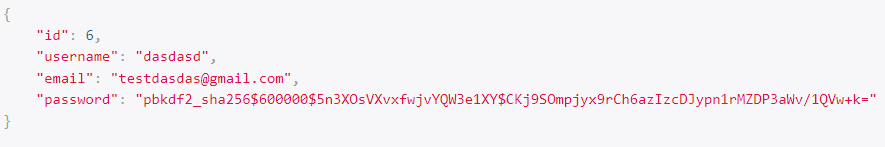 {
"id": 6,
"username": "dasdasd",
"email": "testdasdas@gmail.com",
"password": "pbkdf2_sha256$600000$5n3XOsVXvxfwjvYQW3e1XY$CKj9SOmpjyx9rCh6azIzcDJypn1rMZDP3aWv/1QVw+k="
}